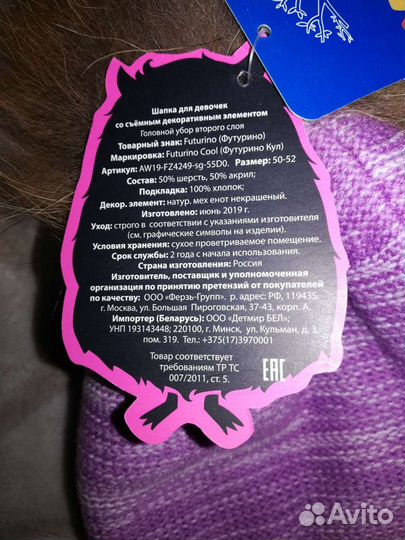 Шапка для девочек
со съёмным декоративным элементом
Головной убор второго слоя
Товарный знак: Futurino (Футурино)
Маркировка: Futurino Cool (Футурино Кул)
Артикул: AW19-FZ4249-sg-55D0. Размер: 50-52
Состав: 50% шерсть, 50% акрил;
Подкладка: 100% хлопок;
Декор. элемент: натур. мех енот некрашеный.
Изготовлено: июнь 2019 г.
Уход: строго в соответствии с указаниями изготовителя
(см. графические символы на изделии).
Условия хранения: сухое проветриваемое помещение.
Срок службы: 2 года с начала использования.
Страна изготовления: Россия
Изготовитель, поставщик и уполномоченная
организация по принятию претензий от покупателей
по качеству: ООО «Ферзь-Групп». р. адрес: РФ, 119435,
г. Москва, ул. Большая Пироговская, 37-43, корп. А.
Импортер (Беларусь): ООО «Детмир БЕЛ»;
УНП 193143448; 220100, г. Минск, ул. Кульман, д. 3,
пом. 319. Тел.:+375(17)3970001
Товар соответствует
требованиям ТР ТС
007/2011, ст. 5.
EAC
Avito